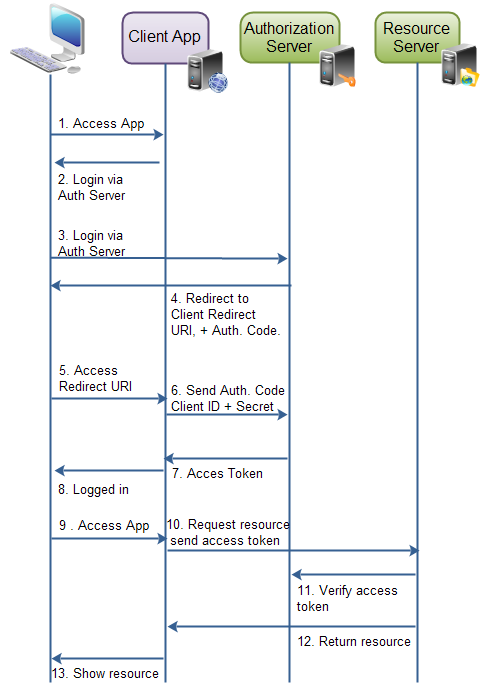 Client App
Authorization
Server
Resource
Server
1. Access App
2. Login via
Auth Server
3. Login via
Auth Server
4. Redirect to
Client Redirect
URI, + Auth. Code.
5. Access
Redirect URI
6. Send Auth. Code
Client ID + Secret
7. Acces Token
8. Logged in
9 . Access App
10. Request resource
send access token
11. Verify access
token
12. Return resource
13. Show resource